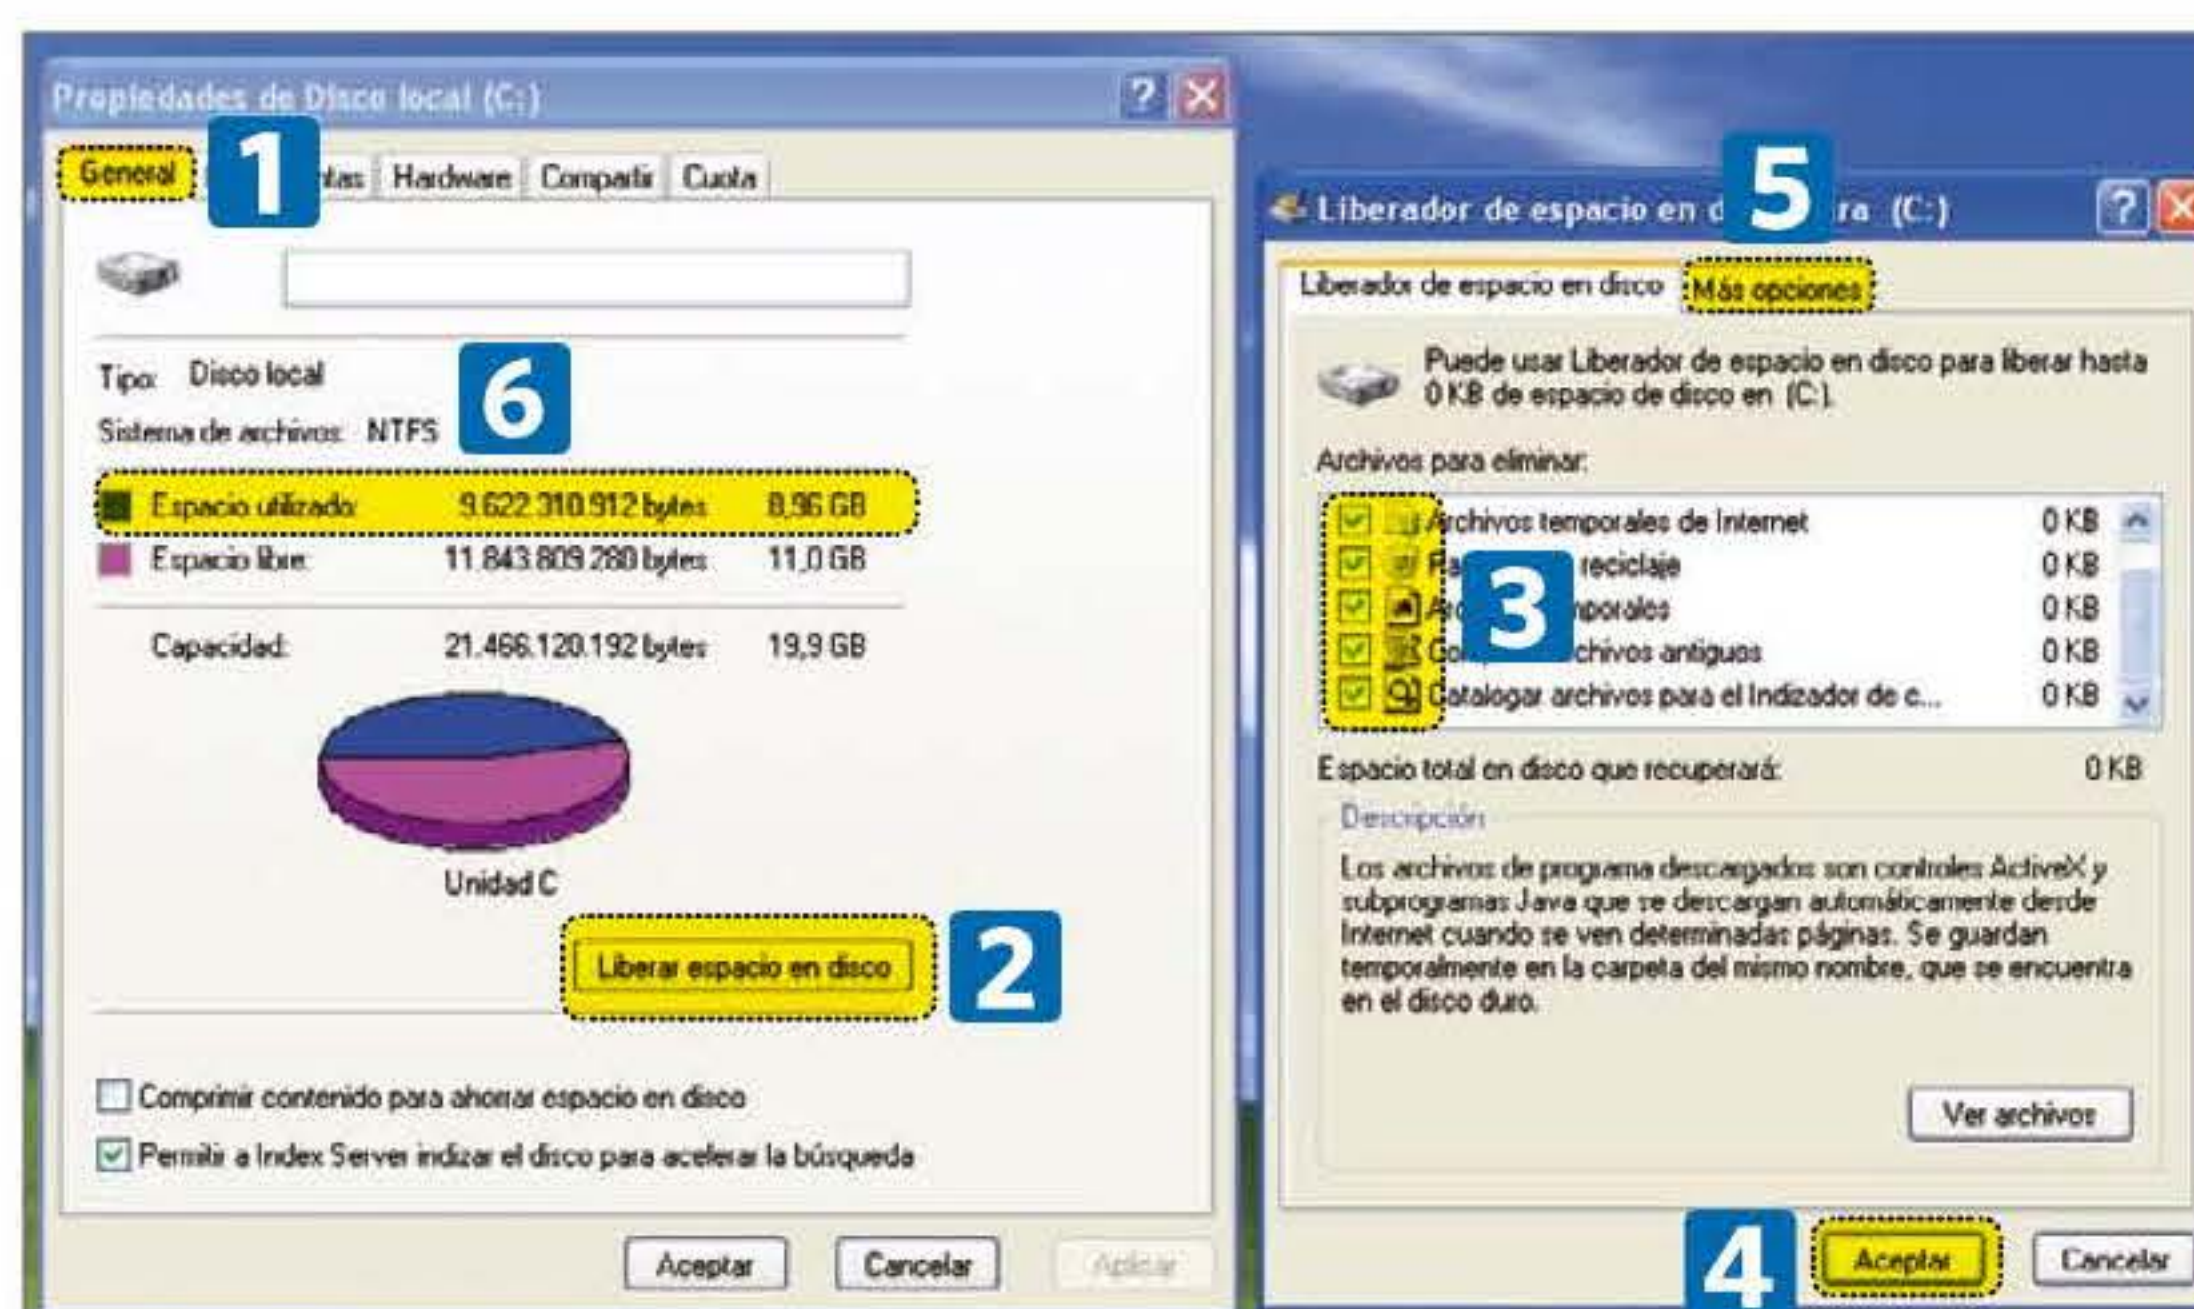 Propiedades de Disco local (C:)
1
General ntas Hardware Compartir Cuota
Tipo: Disco local
6
Sistema de archivos: NTFS
Espacio utilizado: 9.622.310.912 bytes 8,96 GB
Espacio libre: 11.843.809.280 bytes 11,0 GB
Capacidad: 21.466.120.192 bytes 19,9 GB
Unidad C
Liberar espacio en disco
2
Comprimir contenido para ahorrar espacio en disco
Permitir a Index Server indizar el disco para acelerar la búsqueda
Aceptar Cancelar Aplicar
5
Liberador de espacio en d ra (C:)
Liberador de espacio en disco Más opciones
Puede usar Liberador de espacio en disco para liberar hasta
0 KB de espacio de disco en (C:).
Archivos para eliminar:
Archivos temporales de Internet 0 KB
Pa reciclaje 0 KB
3
Arc porales 0 KB
Co chivos antiguos 0 KB
Catalogar archivos para el Indizador de c... 0 KB
Espacio total en disco que recuperará: 0 KB
Descripción
Los archivos de programa descargados son controles ActiveX y
subprogramas Java que se descargan automáticamente desde
Internet cuando se ven determinadas páginas. Se guardan
temporalmente en la carpeta del mismo nombre, que se encuentra
en el disco duro.
Ver archivos
4
Aceptar Cancelar